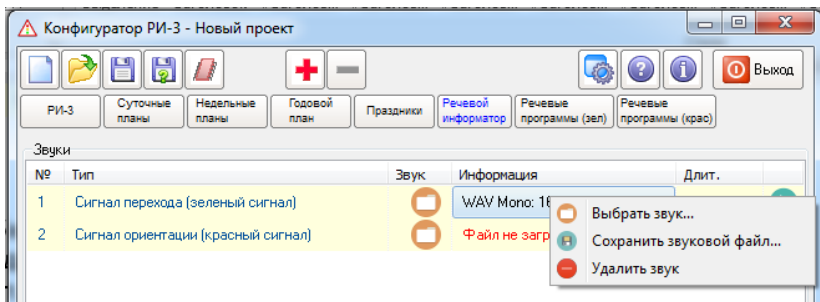 Конфигуратор РИ-3 - Новый проект
Выход
РИ-3
Суточные планы
Недельные планы
Годовой план
Праздники
Речевой информатор
Речевые программы (зел)
Речевые программы (крас)
Звуки
№ Тип Звук Информация Длит.
1 Сигнал перехода (зеленый сигнал) WAV Mono: 16
2 Сигнал ориентации (красный сигнал) Файл не загр
Выбрать звук...
Сохранить звуковой файл...
Удалить звук